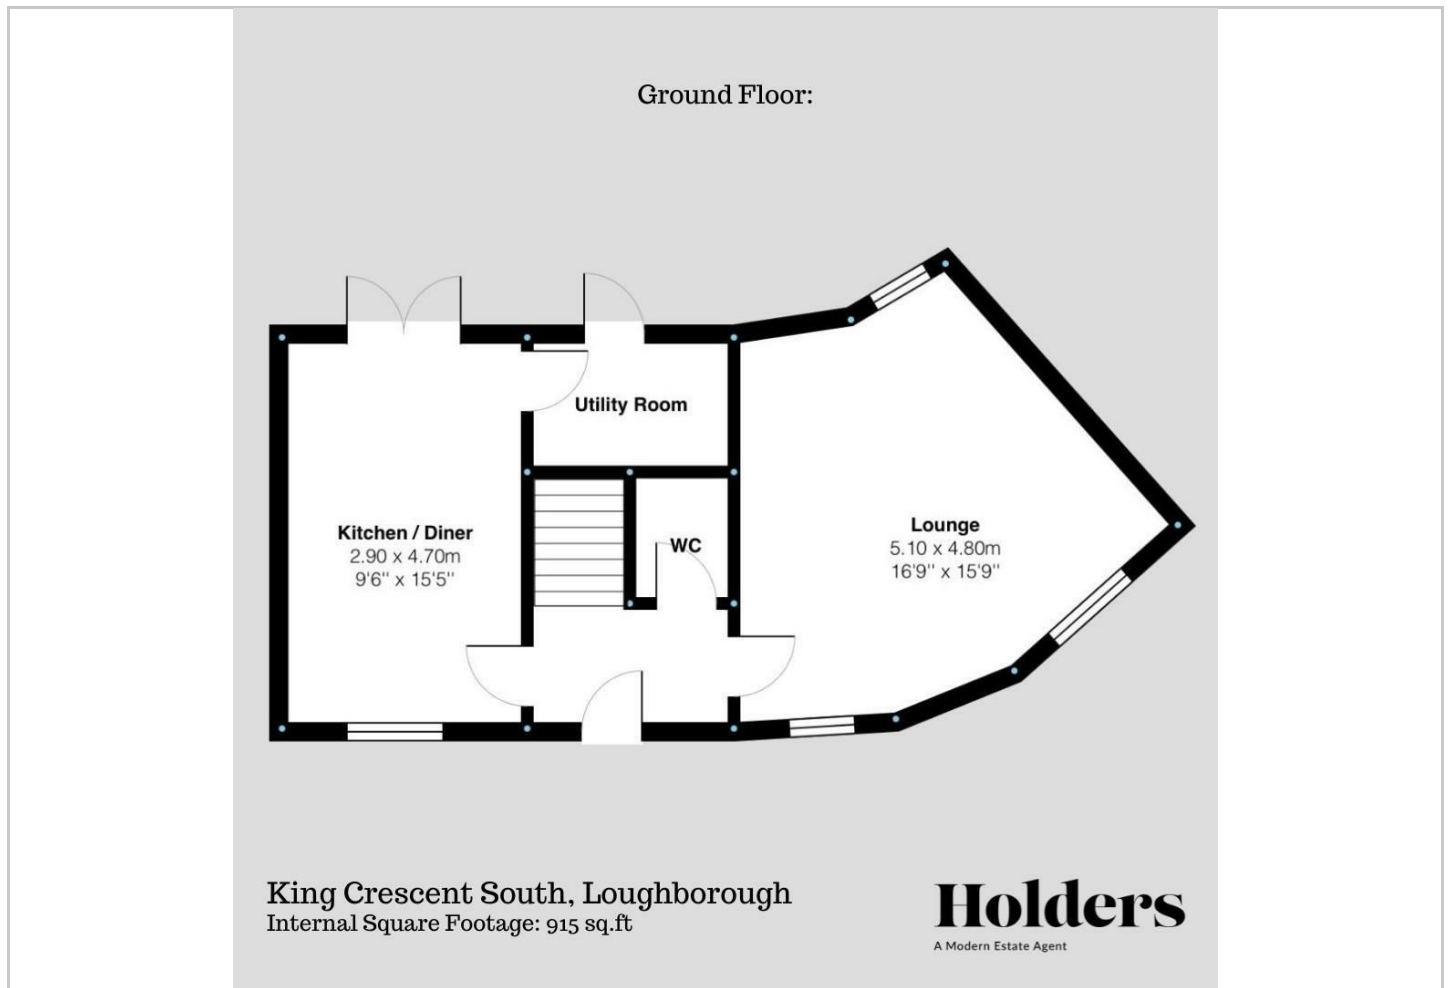 Ground Floor:
Utility Room
Kitchen / Diner
2.90 x 4.70m
9'6'' x 15'5''
WC
Lounge
5.10 x 4.80m
16'9'' x 15'9''
King Crescent South, Loughborough
Internal Square Footage: 915 sq.ft
Holders
A Modern Estate Agent